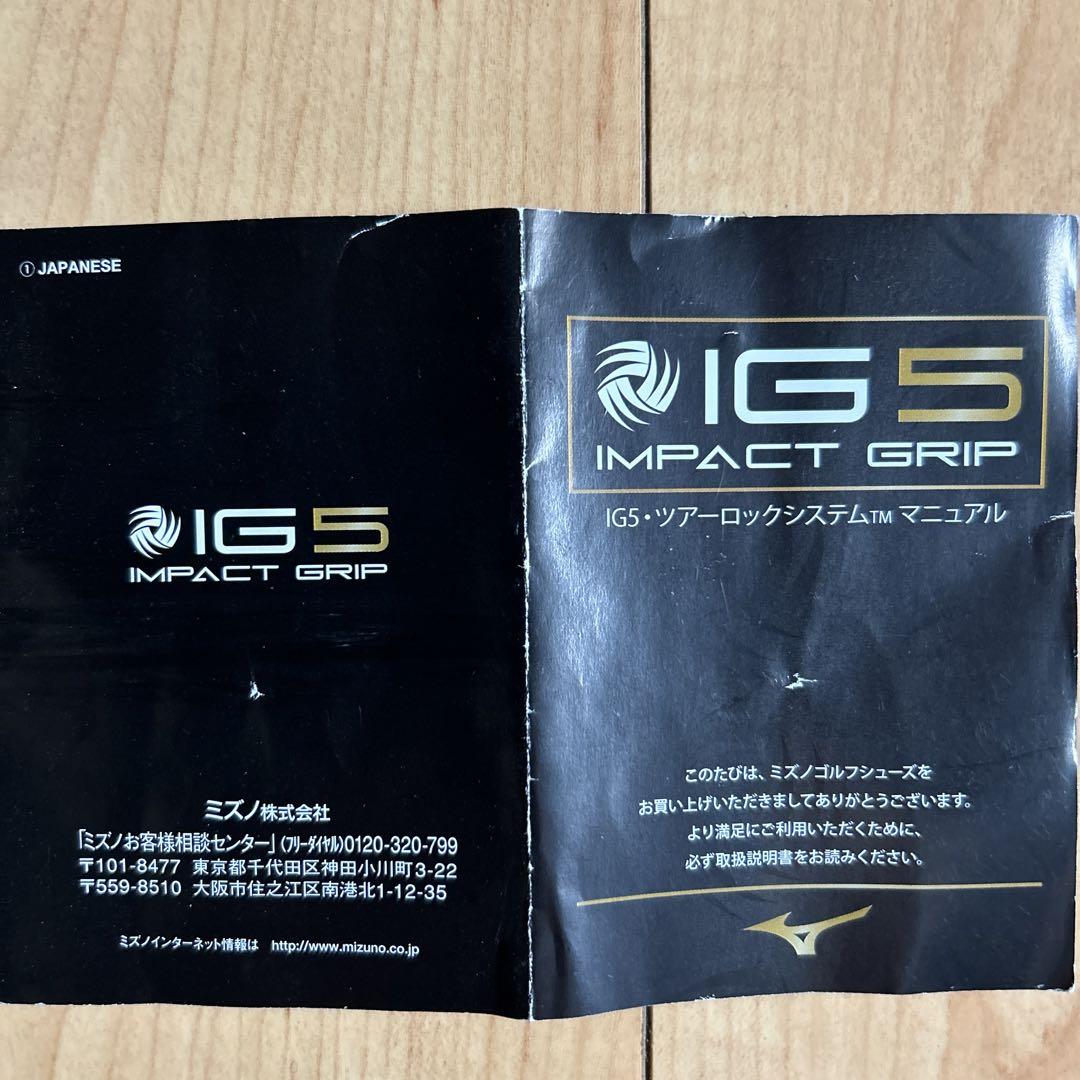 ① JAPANESE
IG5
IMPACT GRIP
ミズノ株式会社
「ミズノお客様相談センター」(フリーダイヤル)0120-320-799
〒101-8477 東京都千代田区神田小川町3-22
〒559-8510 大阪市住之江区南港北1-12-35
ミズノインターネット情報は http://www.mizuno.co.jp
IG5
IMPACT GRIP
IG5・ツアーロックシステム™ マニュアル
このたびは、ミズノゴルフシューズを
お買い上げいただきましてありがとうございます。
より満足にご利用いただくために、
必ず取扱説明書をお読みください。